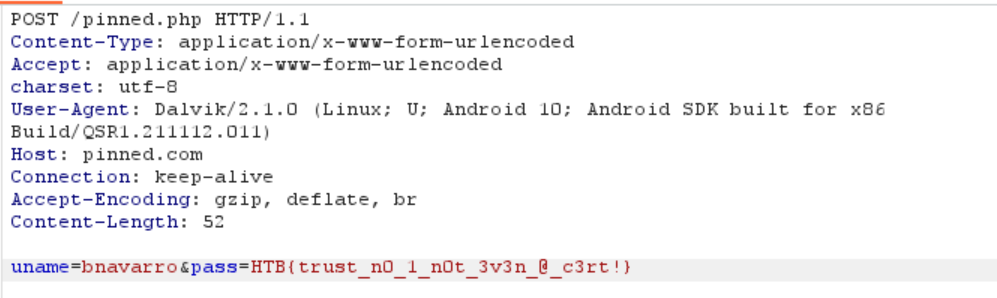 POST /pinned.php HTTP/1.1
Content-Type: application/x-www-form-urlencoded
Accept: application/x-www-form-urlencoded
charset: utf-8
User-Agent: Dalvik/2.1.0 (Linux; U; Android 10; Android SDK built for x86
Build/QSR1.211112.011)
Host: pinned.com
Connection: keep-alive
Accept-Encoding: gzip, deflate, br
Content-Length: 52

uname=bnavarro&pass=HTB{trust_n0_1_n0t_3v3n_@_c3rt!}